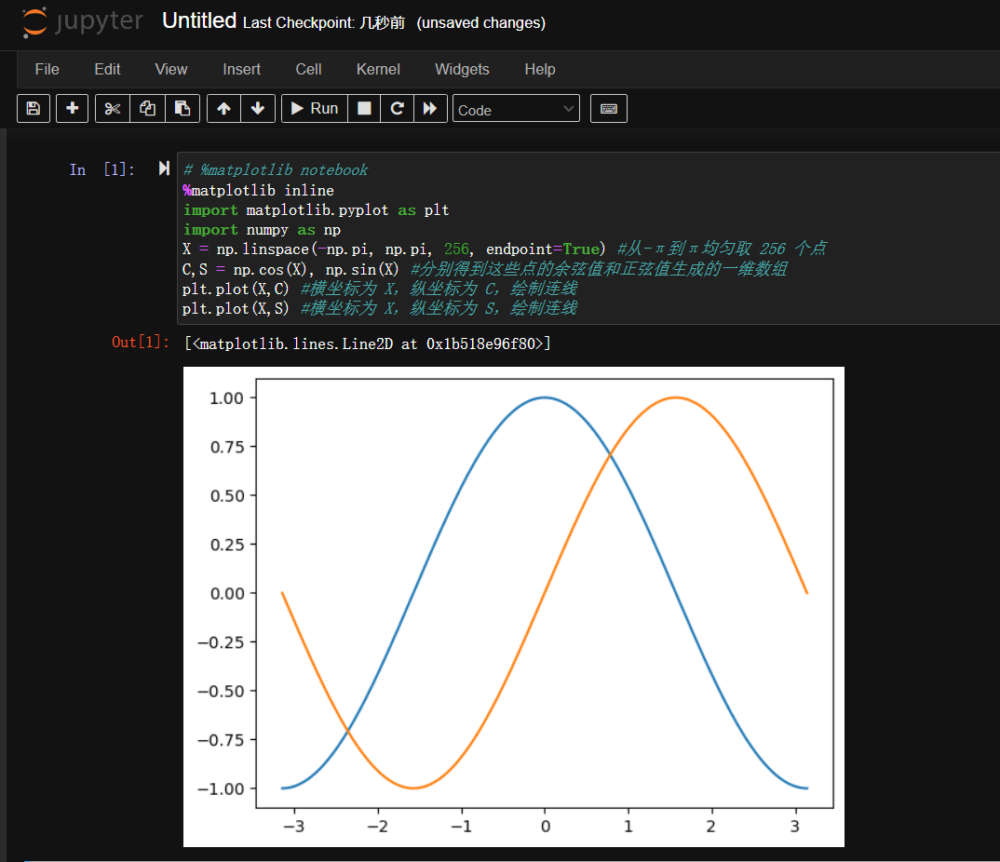 jupyter Untitled Last Checkpoint: 几秒前 (unsaved changes)
File Edit View Insert Cell Kernel Widgets Help
Run Code
In [1]:
# %matplotlib notebook
%matplotlib inline
import matplotlib.pyplot as plt
import numpy as np
X = np.linspace(-np.pi, np.pi, 256, endpoint=True) #从-π到π均匀取 256 个点
C,S = np.cos(X), np.sin(X) #分别得到这些点的余弦值和正弦值生成的一维数组
plt.plot(X,C) #横坐标为 X，纵坐标为 C，绘制连线
plt.plot(X,S) #横坐标为 X，纵坐标为 S，绘制连线
Out[1]: [<matplotlib.lines.Line2D at 0x1b518e96f80>]
1.00
0.75
0.50
0.25
0.00
−0.25
−0.50
−0.75
−1.00
−3 −2 −1 0 1 2 3